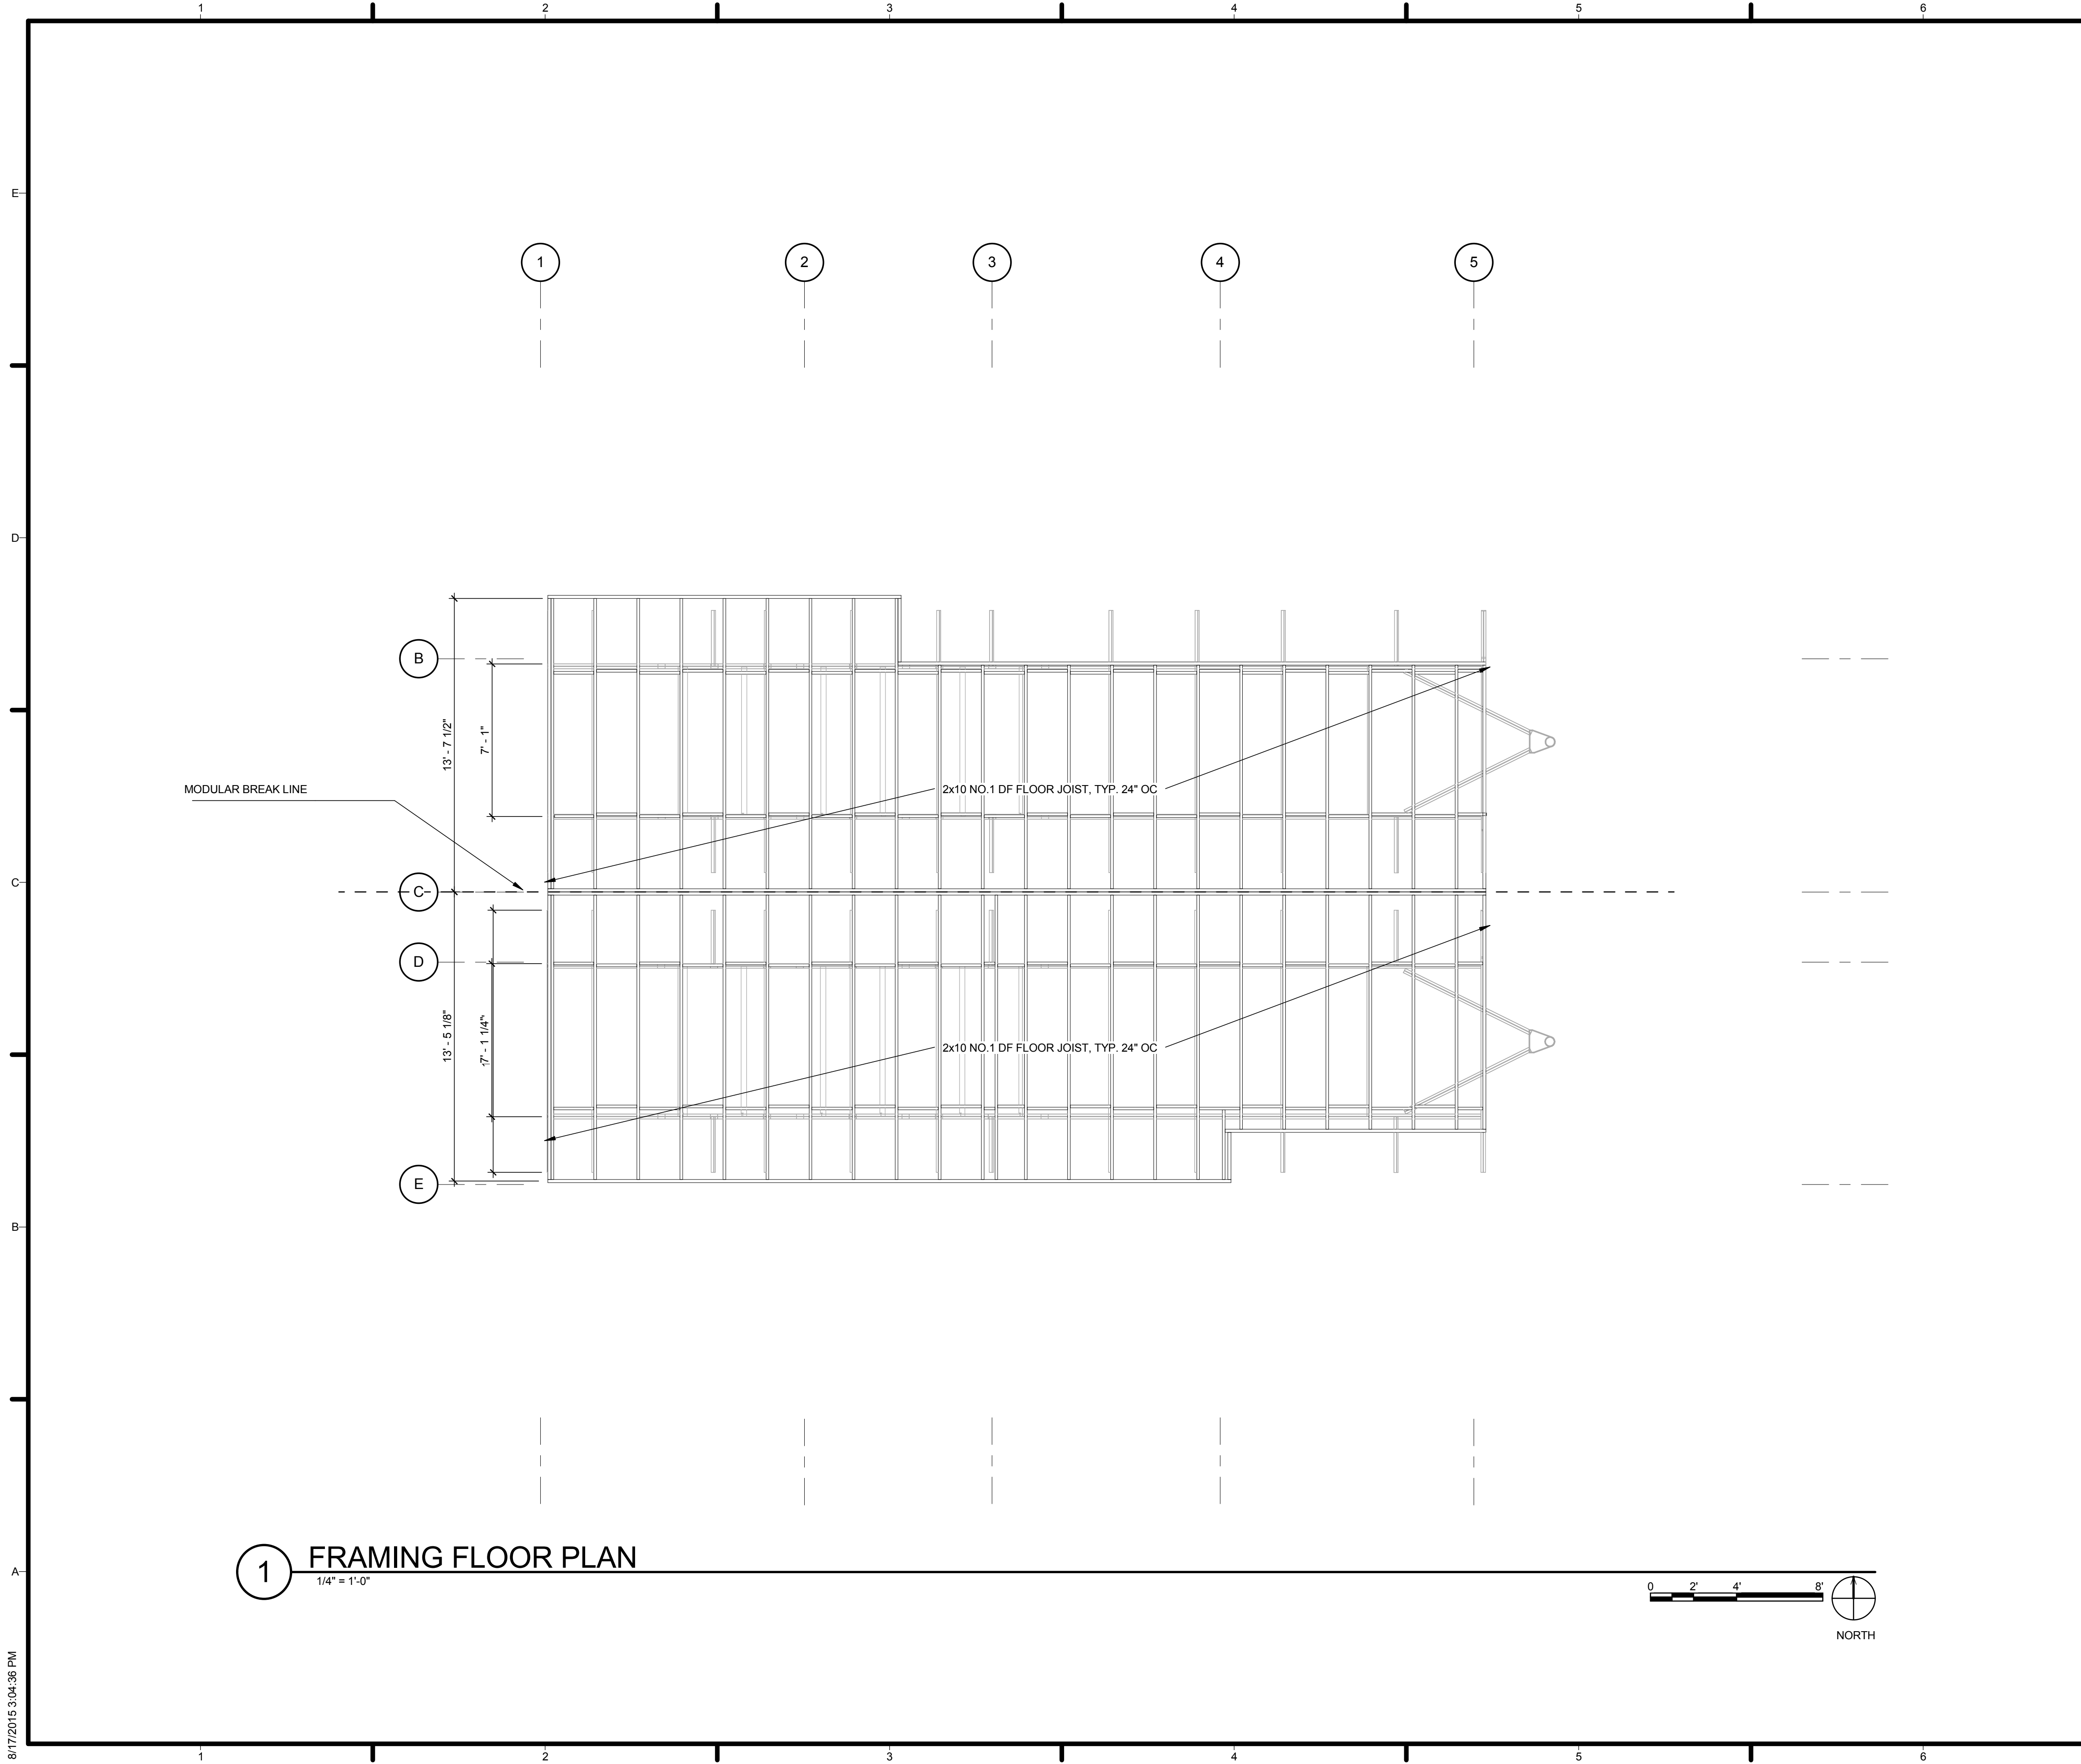 1 2 3 4 5 6
E
D
C
B
A
1 2 3 4 5
B
C
D
E
13' - 7 1/2"
7' - 1"
MODULAR BREAK LINE
2x10 NO.1 DF FLOOR JOIST, TYP. 24" OC
13' - 5 1/8"
7' - 1 1/4"
2x10 NO.1 DF FLOOR JOIST, TYP. 24" OC
1
FRAMING FLOOR PLAN
1/4" = 1'-0"
0 2' 4' 8'
NORTH
8/17/2015 3:04:36 PM
1 2 3 4 5 6